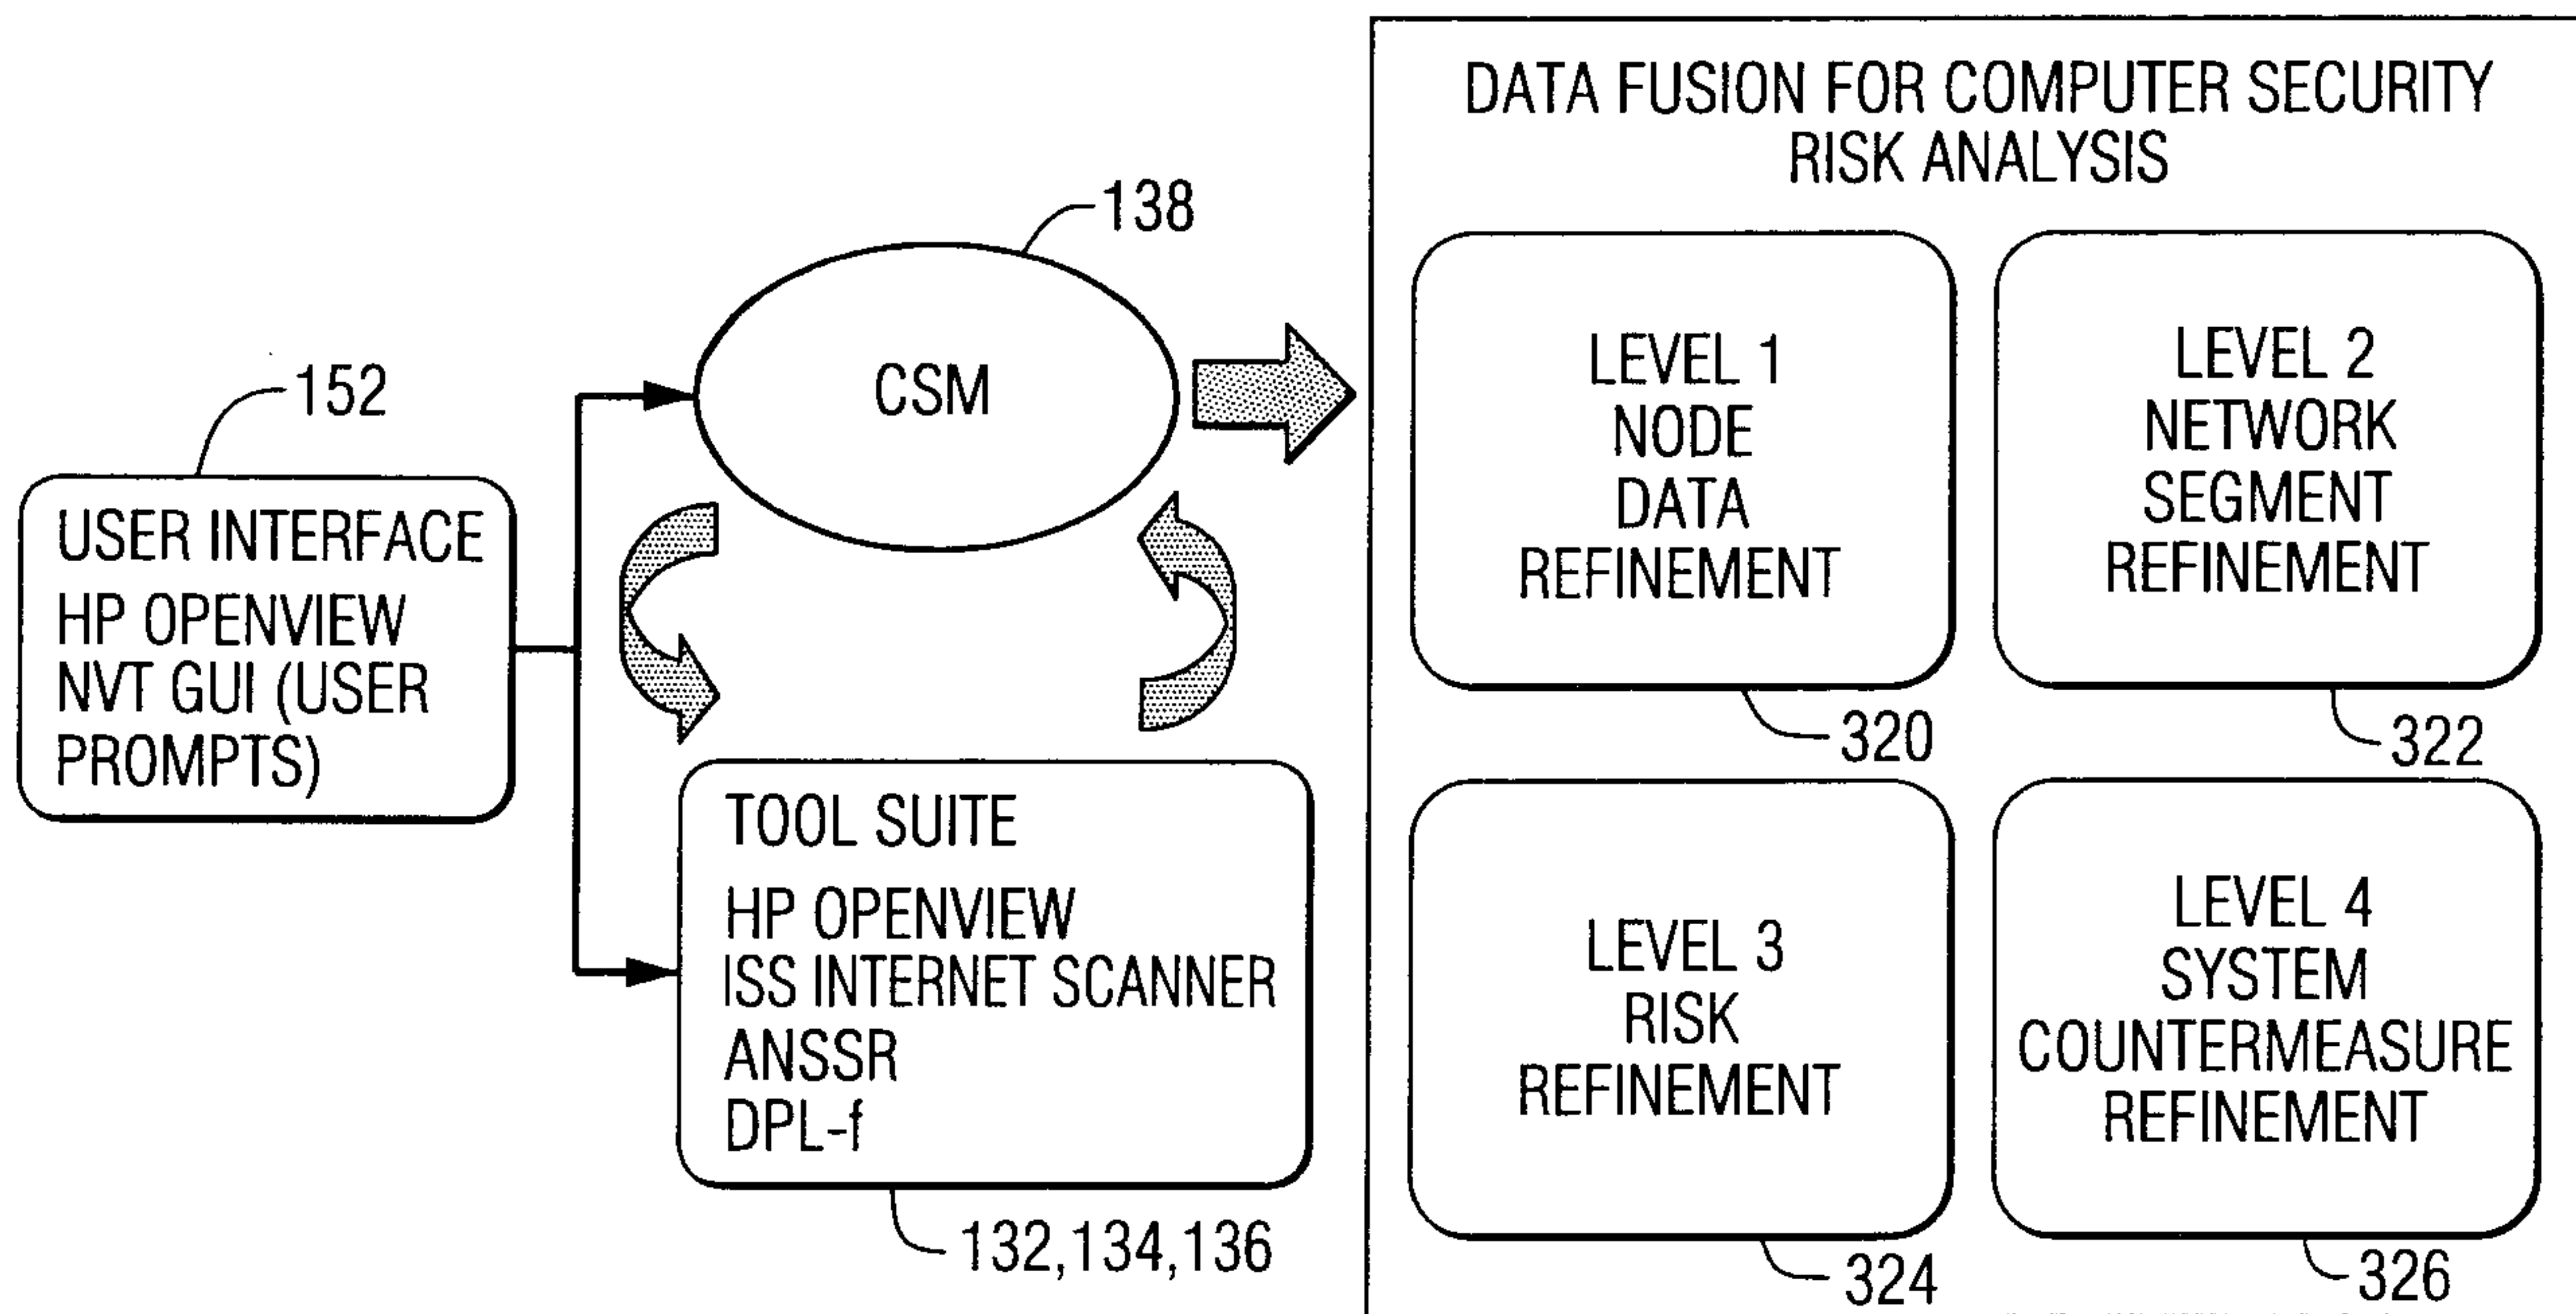 138
CSM
152
USER INTERFACE
HP OPENVIEW
NVT GUI (USER
PROMPTS)
TOOL SUITE
HP OPENVIEW
ISS INTERNET SCANNER
ANSSR
DPL-f
132,134,136
DATA FUSION FOR COMPUTER SECURITY
RISK ANALYSIS
LEVEL 1
NODE
DATA
REFINEMENT
320
LEVEL 2
NETWORK
SEGMENT
REFINEMENT
322
LEVEL 3
RISK
REFINEMENT
324
LEVEL 4
SYSTEM
COUNTERMEASURE
REFINEMENT
326